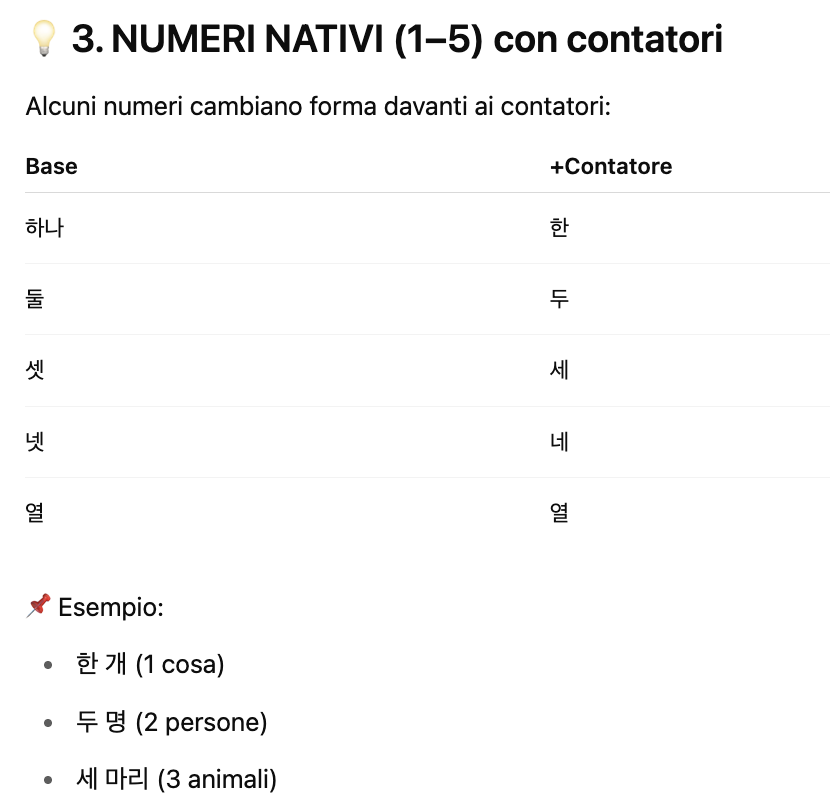 💡 3. NUMERI NATIVI (1–5) con contatori
Alcuni numeri cambiano forma davanti ai contatori:
Base +Contatore
하나 한
둘 두
셋 세
넷 네
열 열
📌 Esempio:
• 한 개 (1 cosa)
• 두 명 (2 persone)
• 세 마리 (3 animali)